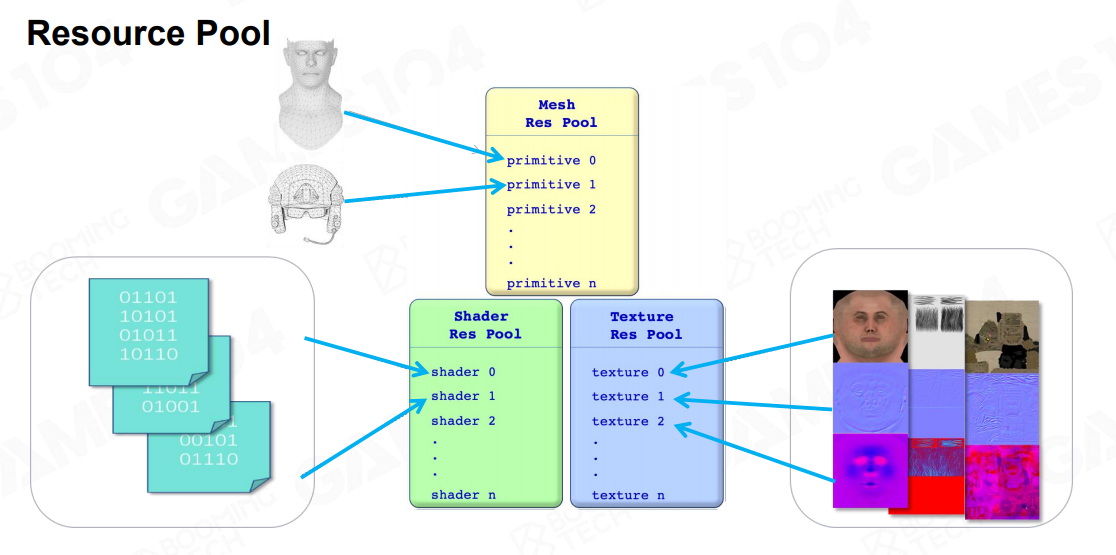 Resource Pool
Mesh
Res Pool
primitive 0
primitive 1
primitive 2
.
.
.
primitive n
Shader
Res Pool
shader 0
shader 1
shader 2
.
.
.
shader n
Texture
Res Pool
texture 0
texture 1
texture 2
.
.
.
texture n
01101
10101
01011
10110
11011
01001
00101
01110
GAMES 104
BOOMING
TECH